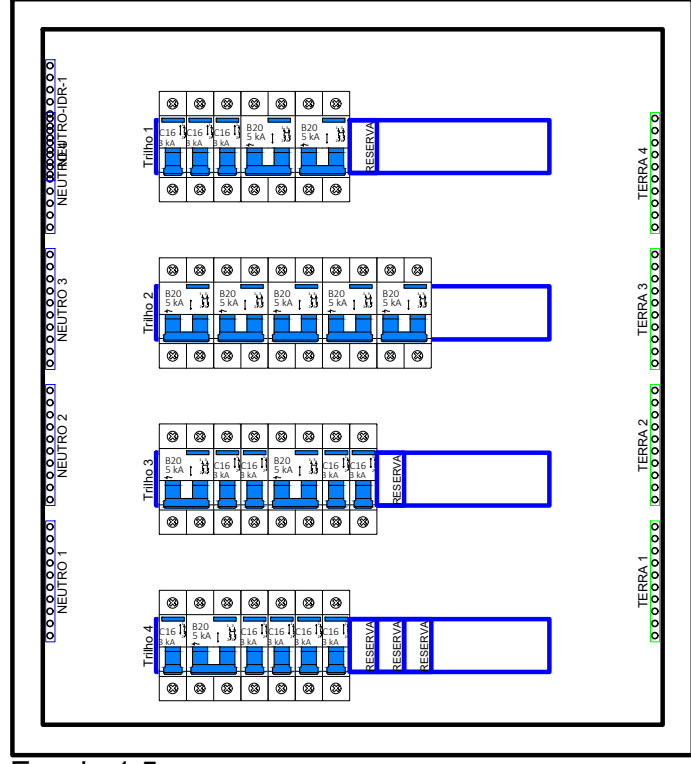 NEUTRO-IDR-1
NEUTRO 3
NEUTRO 2
NEUTRO 1
Trilho 1
C16
3 kA
C16
3 kA
C16
3 kA
B20
5 kA
B20
5 kA
RESERVA
Trilho 2
B20
5 kA
B20
5 kA
B20
5 kA
B20
5 kA
B20
5 kA
Trilho 3
B20
5 kA
C16
3 kA
C16
3 kA
B20
5 kA
C16
3 kA
C16
3 kA
RESERVA
Trilho 4
C16
3 kA
B20
5 kA
C16
3 kA
C16
3 kA
C16
3 kA
C16
3 kA
RESERVA
RESERVA
RESERVA
TERRA 4
TERRA 3
TERRA 2
TERRA 1